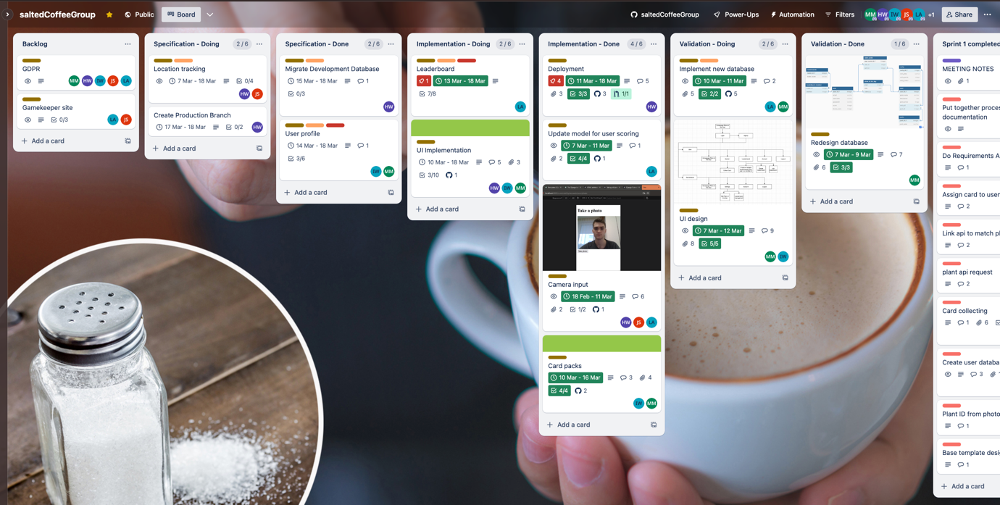 saltedCoffeeGroup
Public
Board
saltedCoffeeGroup
Power-Ups
Automation
Filters
MM HW IW JS LA +1
Share
Backlog
GDPR
MM HW IW JS LA
Gamekeeper site
0/3
LA JS
Add a card
Specification - Doing 2 / 6
Location tracking
7 Mar - 18 Mar 0/4
HW JS
Create Production Branch
17 Mar - 18 Mar 0/2 HW
Add a card
Specification - Done 2 / 6
Migrate Development Database
15 Mar - 18 Mar 1
0/3
HW
User profile
14 Mar - 18 Mar 1
3/6
IW MM
Add a card
Implementation - Doing 2 / 6
Leaderboard
1 13 Mar - 18 Mar
7/8
LA
UI Implementation
10 Mar - 18 Mar 5 3
3/10 1
HW IW MM
Add a card
Implementation - Done 4 / 6
Deployment
4 11 Mar - 18 Mar 5
3 3/3 3 1/1
HW
Update model for user scoring
7 Mar - 11 Mar 1
2 4/4 1
LA
Take a photo
Camera input
18 Feb - 11 Mar 6
2 1/2 1
HW JS LA
Card packs
10 Mar - 16 Mar 3 4
4/4 2
IW MM
Add a card
Validation - Doing 2 / 6
Implement new database
10 Mar - 11 Mar 2
5 2/2 5
LA MM
UI design
7 Mar - 12 Mar 9
8 5/5
MM IW
Add a card
Validation - Done 1 / 6
Redesign database
7 Mar - 9 Mar 7
6 3/3
MM
Add a card
Sprint 1 completed
MEETING NOTES
1
Put together proce
documentation
Do Requirements A
1
Assign card to user
2
Link api to match pl
2
plant api request
2
Card collecting
1 6
Create user databa
3
Plant ID from photo
1
Base template desi
1
Add a card